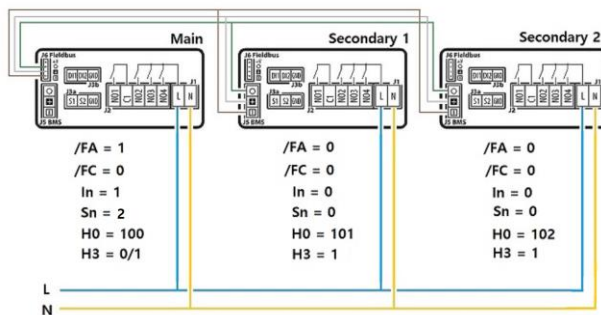 Main
J6 Fieldbus
DI1 DI2 GND
J3b
J3a
S1 S2 GND
NO1 C1 NO2 NO3 NO4
J2
J1
L N
J5 BMS
/FA = 1
/FC = 0
In = 1
Sn = 2
H0 = 100
H3 = 0/1
Secondary 1
J6 Fieldbus
DI1 DI2 GND
J3b
J3a
S1 S2 GND
NO1 C1 NO2 NO3 NO4
J2
J1
L N
J5 BMS
/FA = 0
/FC = 0
In = 0
Sn = 0
H0 = 101
H3 = 1
Secondary 2
J6 Fieldbus
DI1 DI2 GND
J3b
J3a
S1 S2 GND
NO1 C1 NO2 NO3 NO4
J2
J1
L N
J5 BMS
/FA = 0
/FC = 0
In = 0
Sn = 0
H0 = 102
H3 = 1
L
N